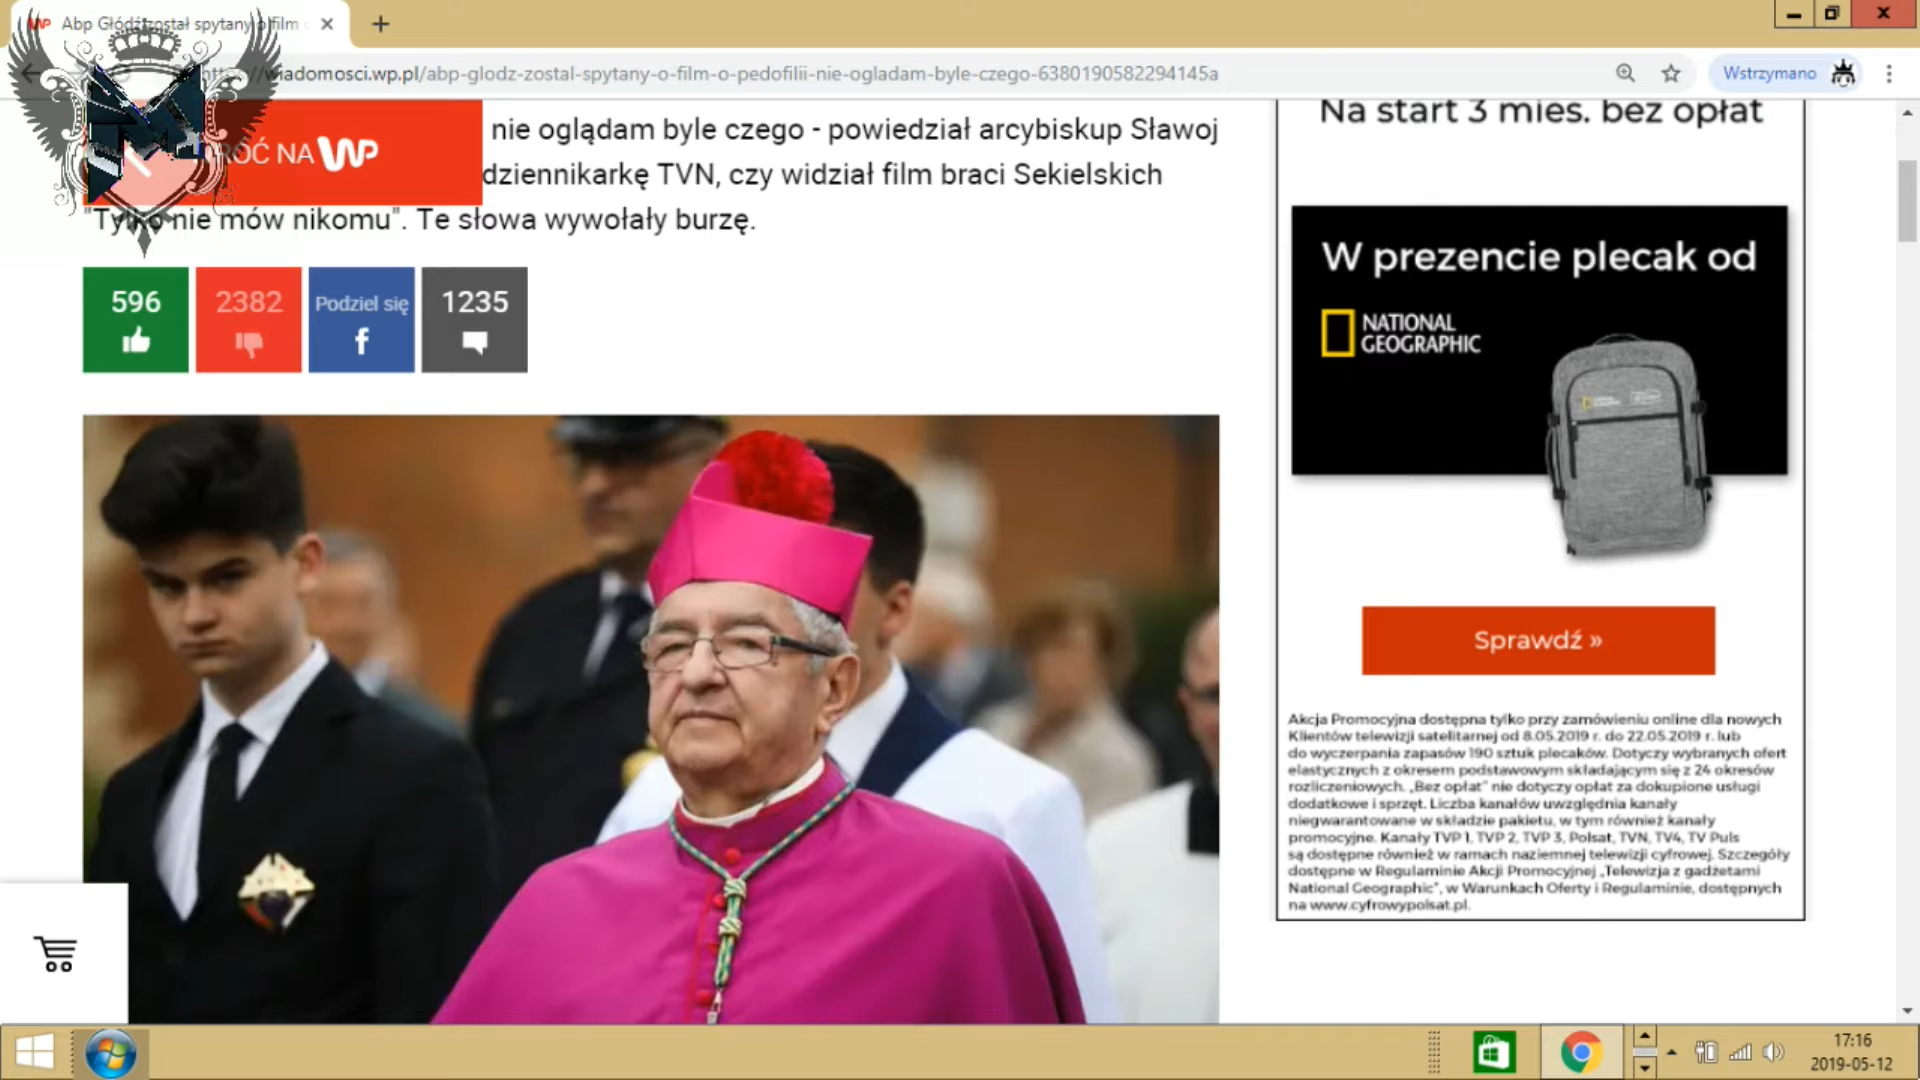 Abp Głódź został spytany o film
wiadomosci.wp.pl/abp-glodz-zostal-spytany-o-film-o-pedofilii-nie-ogladam-byle-czego-6380190582294145a
Wstrzymano
RÓĆ NA WP
nie oglądam byle czego - powiedział arcybiskup Sławoj
dziennikarkę TVN, czy widział film braci Sekielskich
"Tylko nie mów nikomu". Te słowa wywołały burzę.
596
2382
Podziel się
1235
Na start 3 mies. bez opłat
W prezencie plecak od
NATIONAL
GEOGRAPHIC
Sprawdź »
Akcja Promocyjna dostępna tylko przy zamówieniu online dla nowych
Klientów telewizji satelitarnej od 8.05.2019 r. do 22.05.2019 r. lub
do wyczerpania zapasów 190 sztuk plecaków. Dotyczy wybranych ofert
elastycznych z okresem podstawowym składającym się z 24 okresów
rozliczeniowych. „Bez opłat" nie dotyczy opłat za dokupione usługi
dodatkowe i sprzęt. Liczba kanałów uwzględnia kanały
niegwarantowane w składzie pakietu, w tym również kanały
promocyjne. Kanały TVP 1, TVP 2, TVP 3, Polsat, TVN, TV4, TV Puls
są dostępne również w ramach naziemnej telewizji cyfrowej. Szczegóły
dostępne w Regulaminie Akcji Promocyjnej „Telewizja z gadżetami
National Geographic", w Warunkach Oferty i Regulaminie, dostępnych
na www.cyfrowypolsat.pl.
17:16
2019-05-12